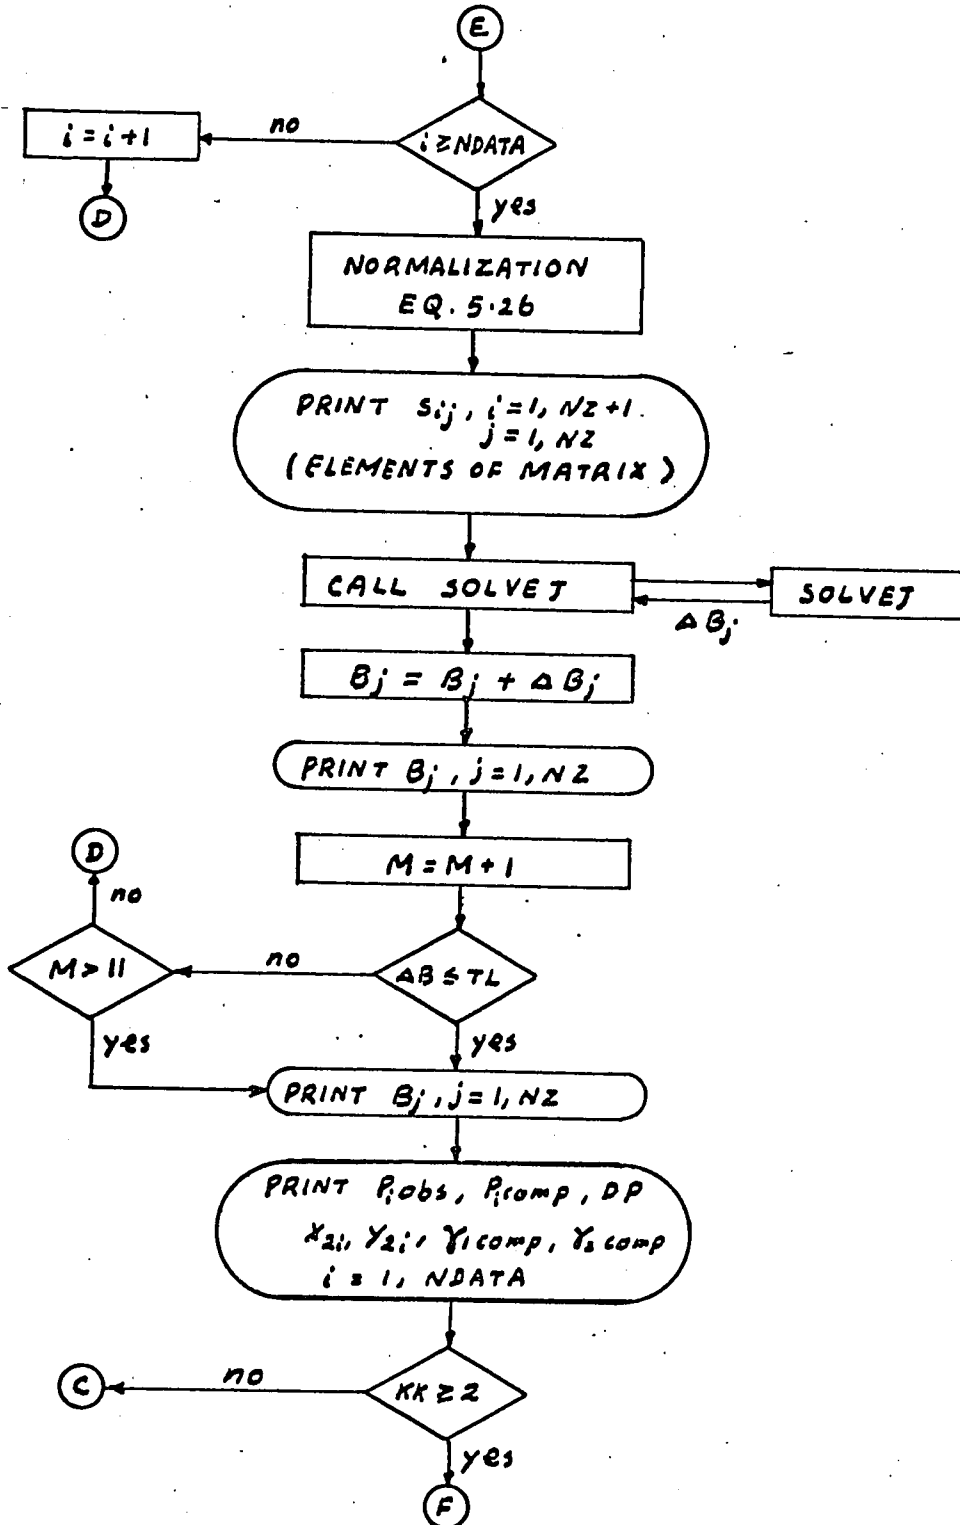 E
i ≥ NDATA
no
i = i + 1
D
yes
NORMALIZATION
EQ. 5.26
PRINT Sij, i = 1, NZ + 1.
j = 1, NZ
(ELEMENTS OF MATRIX)
CALL SOLVEJ
SOLVEJ
ΔBj
Bj = Bj + ΔBj
PRINT Bj, j = 1, NZ
M = M + 1
D
no
M > 11
no
ΔB ≤ TL
yes
yes
PRINT Bj, j = 1, NZ
PRINT Piobs, Picomp, DP
X2i, Y2i, γ1comp, γ2comp
i = 1, NDATA
C
no
KK ≥ 2
yes
F